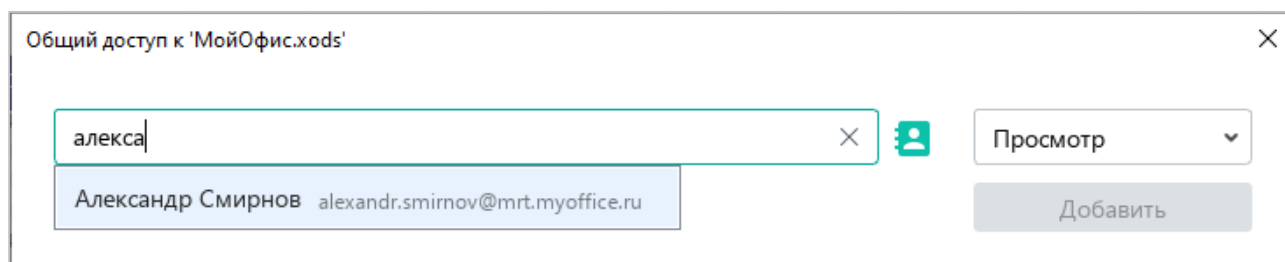 Общий доступ к 'МойОфис.xods'
алекса
Просмотр
Александр Смирнов alexandr.smirnov@mrt.myoffice.ru
Добавить